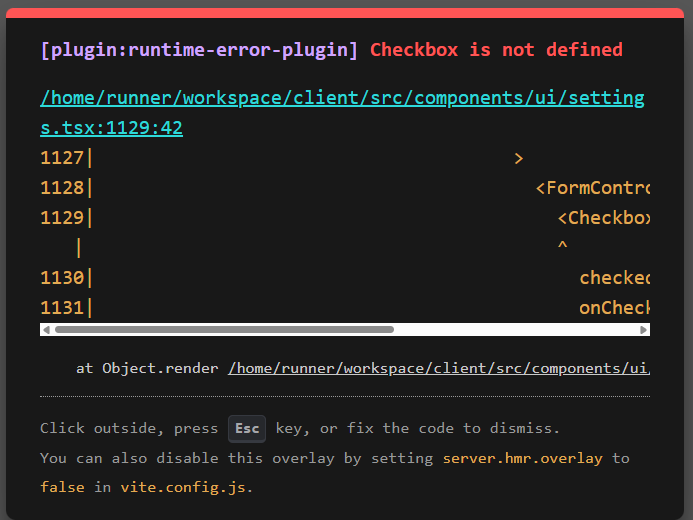 [plugin:runtime-error-plugin] Checkbox is not defined
/home/runner/workspace/client/src/components/ui/setting
s.tsx:1129:42
1127| >
1128| <FormContro
1129| <Checkbox
| ^
1130| checked
1131| onCheck
at Object.render /home/runner/workspace/client/src/components/ui/
Click outside, press Esc key, or fix the code to dismiss.
You can also disable this overlay by setting server.hmr.overlay to
false in vite.config.js.